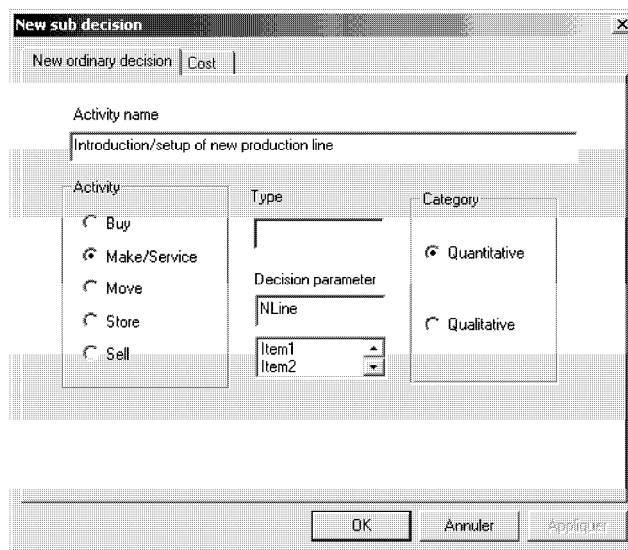 New sub decision
New ordinary decision
Cost
Activity name
Introduction/setup of new production line
Activity
Buy
Make/Service
Move
Store
Sell
Type
Decision parameter
NLine
Item1
Item2
Category
Quantitative
Qualitative
OK
Annuler
Appliquer